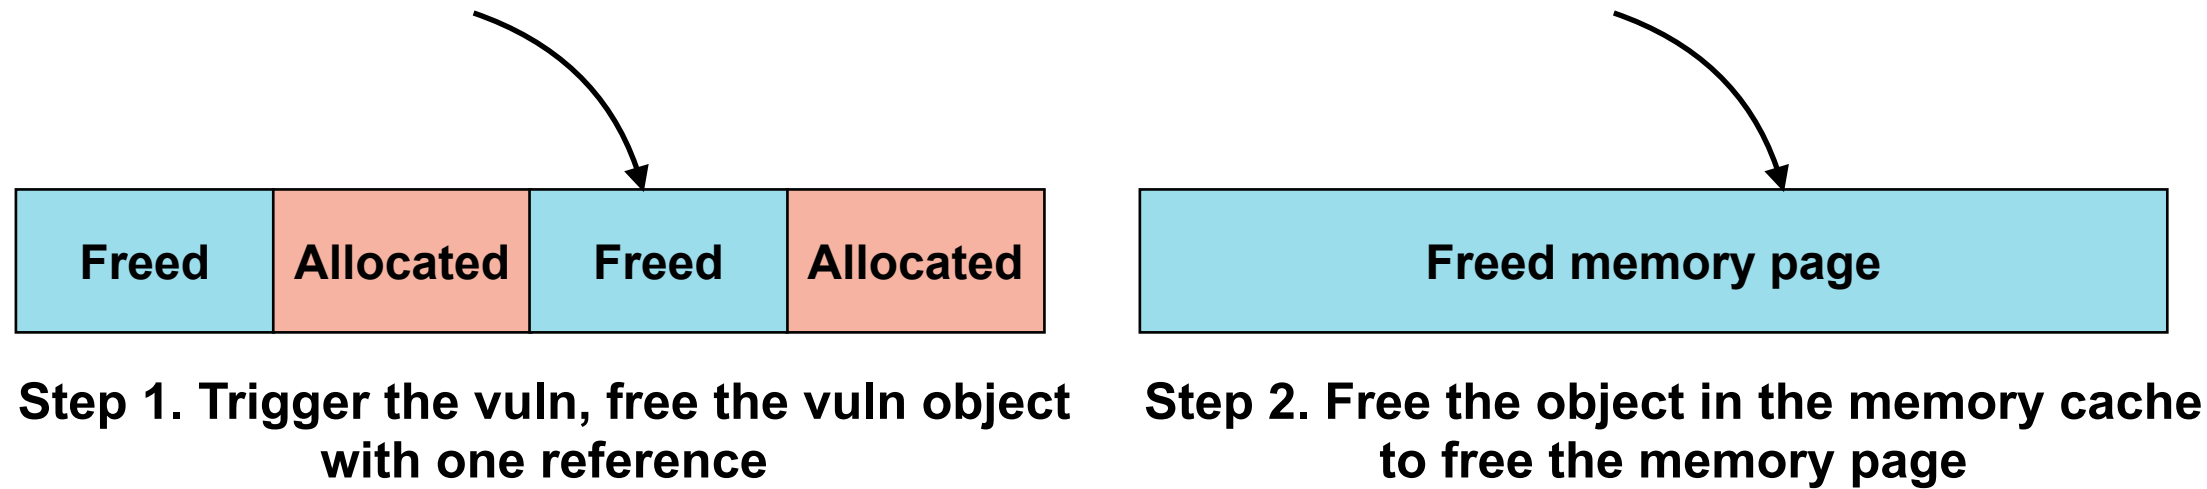 Freed Allocated Freed Allocated
Freed memory page
Step 1. Trigger the vuln, free the vuln object
with one reference
Step 2. Free the object in the memory cache
to free the memory page